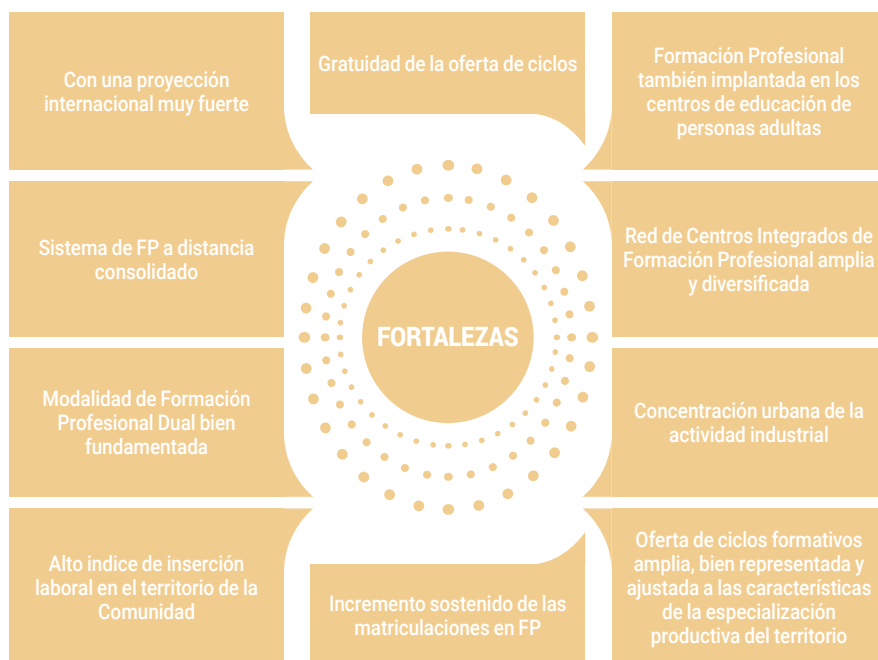 Con una proyección
internacional muy fuerte
Gratuidad de la oferta de ciclos
Formación Profesional
también implantada en los
centros de educación de
personas adultas
Sistema de FP a distancia
consolidado
Red de Centros Integrados de
Formación Profesional amplia
y diversificada
FORTALEZAS
Modalidad de Formación
Profesional Dual bien
fundamentada
Concentración urbana de la
actividad industrial
Alto indice de inserción
laboral en el territorio de la
Comunidad
Incremento sostenido de las
matriculaciones en FP
Oferta de ciclos formativos
amplia, bien representada y
ajustada a las características
de la especialización
productiva del territorio